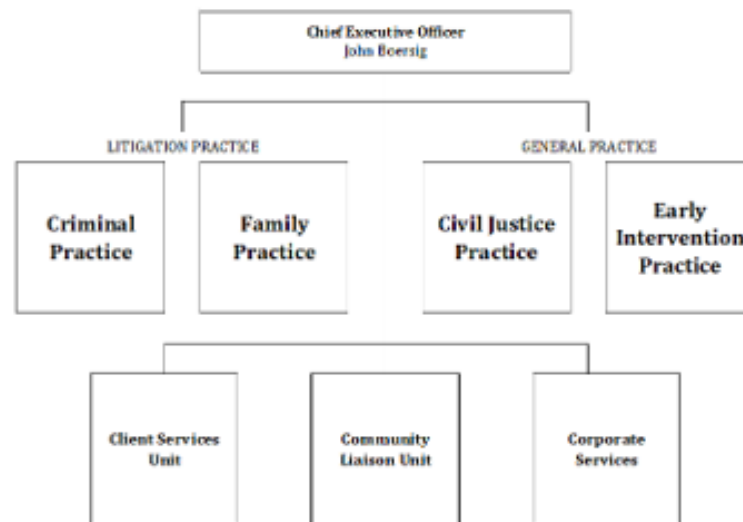 Chief Executive Officer
John Boersig
LITIGATION PRACTICE
GENERAL PRACTICE
Criminal
Practice
Family
Practice
Civil Justice
Practice
Early
Intervention
Practice
Client Services
Unit
Community
Liaison Unit
Corporate
Services